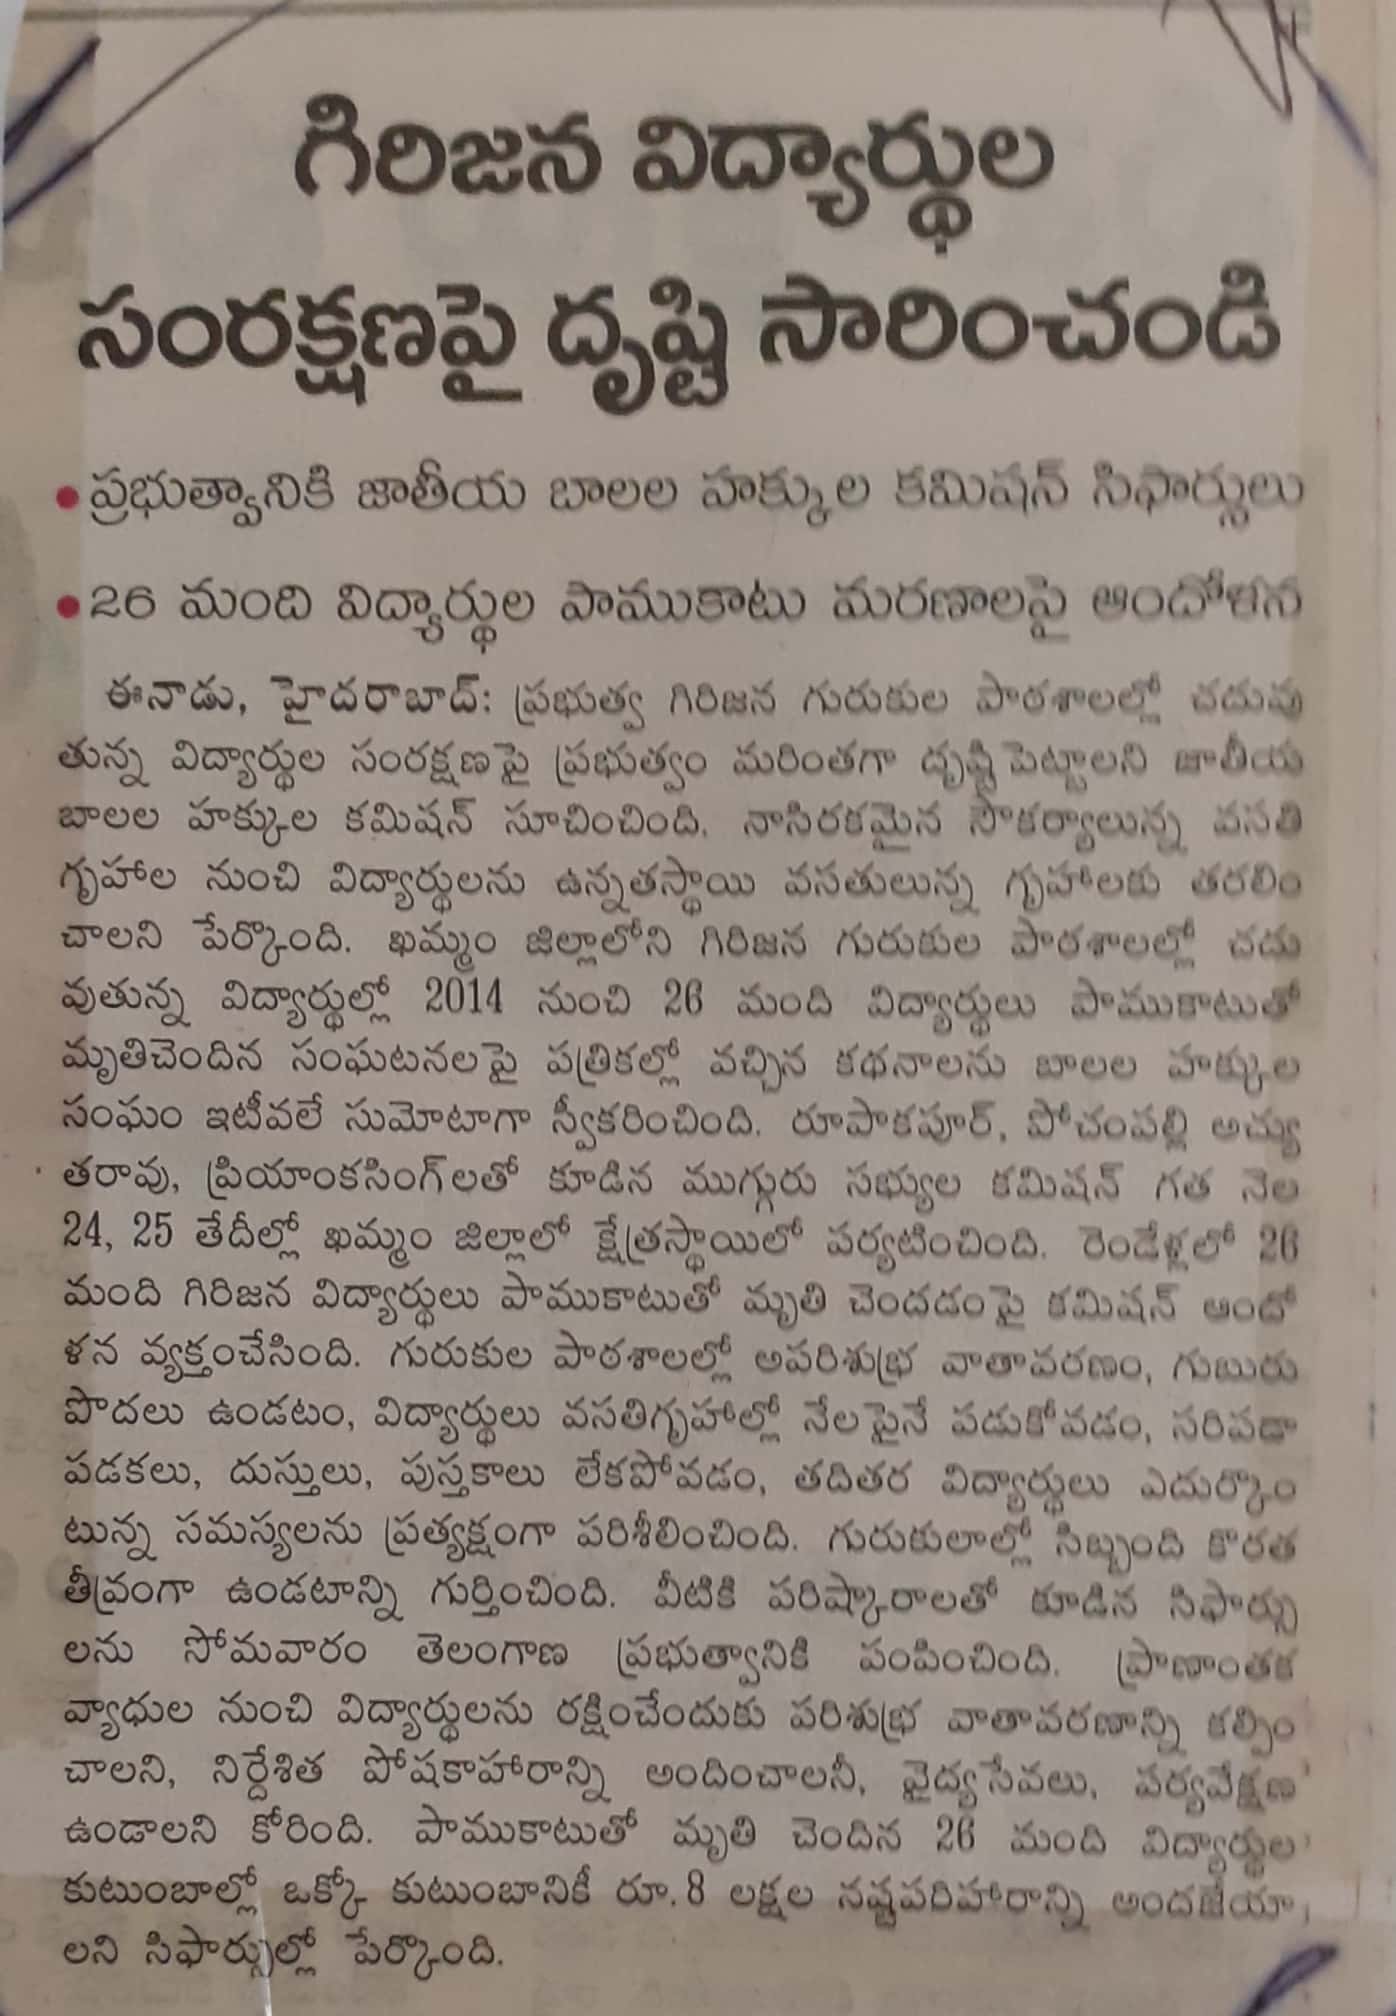 గిరిజన విద్యార్థుల
సంరక్షణపై దృష్టి సారించండి
• ప్రభుత్వానికి జాతీయ బాలల హక్కుల కమిషన్ సిఫార్సులు
• 26 మంది విద్యార్థుల పాముకాటు మరణాలపై ఆందోళన
ఈనాడు, హైదరాబాద్: ప్రభుత్వ గిరిజన గురుకుల పాఠశాలల్లో చదువు
తున్న విద్యార్థుల సంరక్షణపై ప్రభుత్వం మరింతగా దృష్టి పెట్టాలని జాతీయ
బాలల హక్కుల కమిషన్ సూచించింది. నాసిరకమైన సౌకర్యాలున్న వసతి
గృహాల నుంచి విద్యార్థులను ఉన్నతస్థాయి వసతులున్న గృహాలకు తరలిం
చాలని పేర్కొంది. ఖమ్మం జిల్లాలోని గిరిజన గురుకుల పాఠశాలల్లో చదు
వుతున్న విద్యార్థుల్లో 2014 నుంచి 26 మంది విద్యార్థులు పాముకాటుతో
మృతిచెందిన సంఘటనలపై పత్రికల్లో వచ్చిన కథనాలను బాలల హక్కుల
సంఘం ఇటీవలే సుమోటాగా స్వీకరించింది. రూపాకపూర్, పోచంపల్లి అచ్యు
తరావు, ప్రియాంకసింగ్‌లతో కూడిన ముగ్గురు సభ్యుల కమిషన్ గత నెల
24, 25 తేదీల్లో ఖమ్మం జిల్లాలో క్షేత్రస్థాయిలో పర్యటించింది. రెండేళ్లలో 26
మంది గిరిజన విద్యార్థులు పాముకాటుతో మృతి చెందడంపై కమిషన్ ఆందో
ళన వ్యక్తంచేసింది. గురుకుల పాఠశాలల్లో అపరిశుభ్ర వాతావరణం, గుబురు
పొదలు ఉండటం, విద్యార్థులు వసతిగృహాల్లో నేలపైనే పడుకోవడం, సరిపడా
పడకలు, దుస్తులు, పుస్తకాలు లేకపోవడం, తదితర విద్యార్థులు ఎదుర్కొం
టున్న సమస్యలను ప్రత్యక్షంగా పరిశీలించింది. గురుకులాల్లో సిబ్బంది కొరత
తీవ్రంగా ఉండటాన్ని గుర్తించింది. వీటికి పరిష్కారాలతో కూడిన సిఫార్సు
లను సోమవారం తెలంగాణ ప్రభుత్వానికి పంపించింది. ప్రాణాంతక
వ్యాధుల నుంచి విద్యార్థులను రక్షించేందుకు పరిశుభ్ర వాతావరణాన్ని కల్పిం
చాలని, నిర్దేశిత పోషకాహారాన్ని అందించాలనీ, వైద్యసేవలు, పర్యవేక్షణ
ఉండాలని కోరింది. పాముకాటుతో మృతి చెందిన 26 మంది విద్యార్థుల
కుటుంబాల్లో ఒక్కో కుటుంబానికీ రూ.8 లక్షల నష్టపరిహారాన్ని అందజేయా
లని సిఫార్సుల్లో పేర్కొంది.